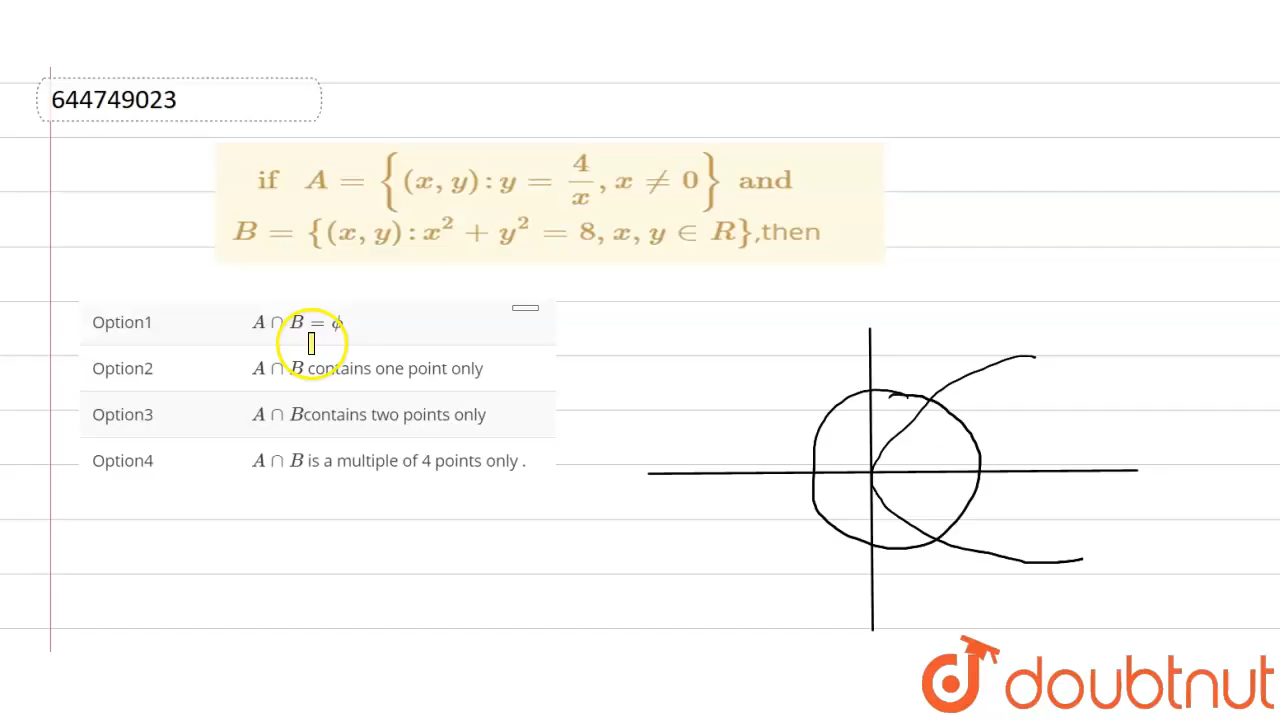 644749023
if A = {(x, y) : y = 4/x, x ≠ 0} and
B = {(x, y) : x² + y² = 8, x, y ∈ R},then
Option1 A ∩ B = ϕ
Option2 A ∩ B contains one point only
Option3 A ∩ Bcontains two points only
Option4 A ∩ B is a multiple of 4 points only .
doubtnut